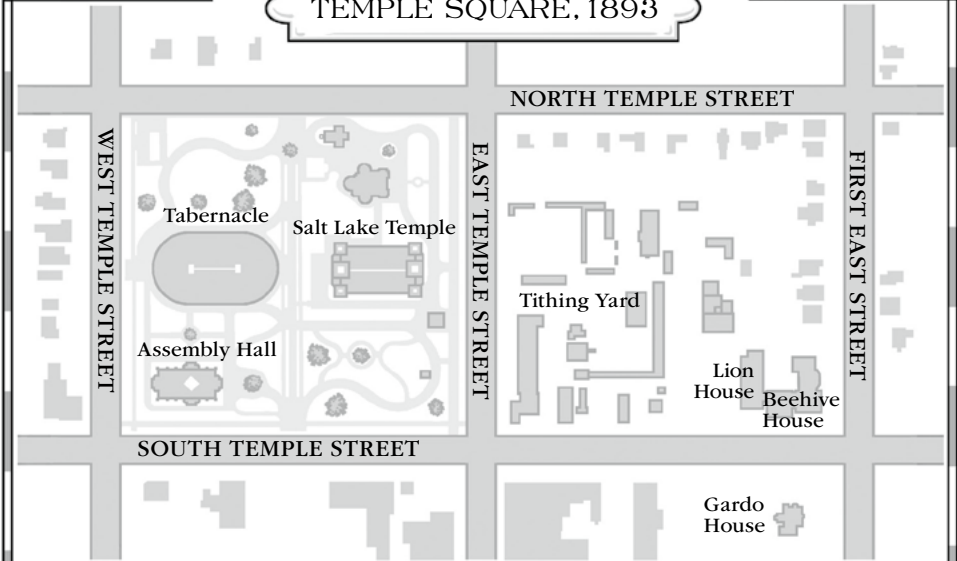 TEMPLE SQUARE, 1893
NORTH TEMPLE STREET
WEST TEMPLE STREET
EAST TEMPLE STREET
FIRST EAST STREET
Tabernacle
Salt Lake Temple
Tithing Yard
Assembly Hall
Lion
House
Beehive
House
SOUTH TEMPLE STREET
Gardo
House